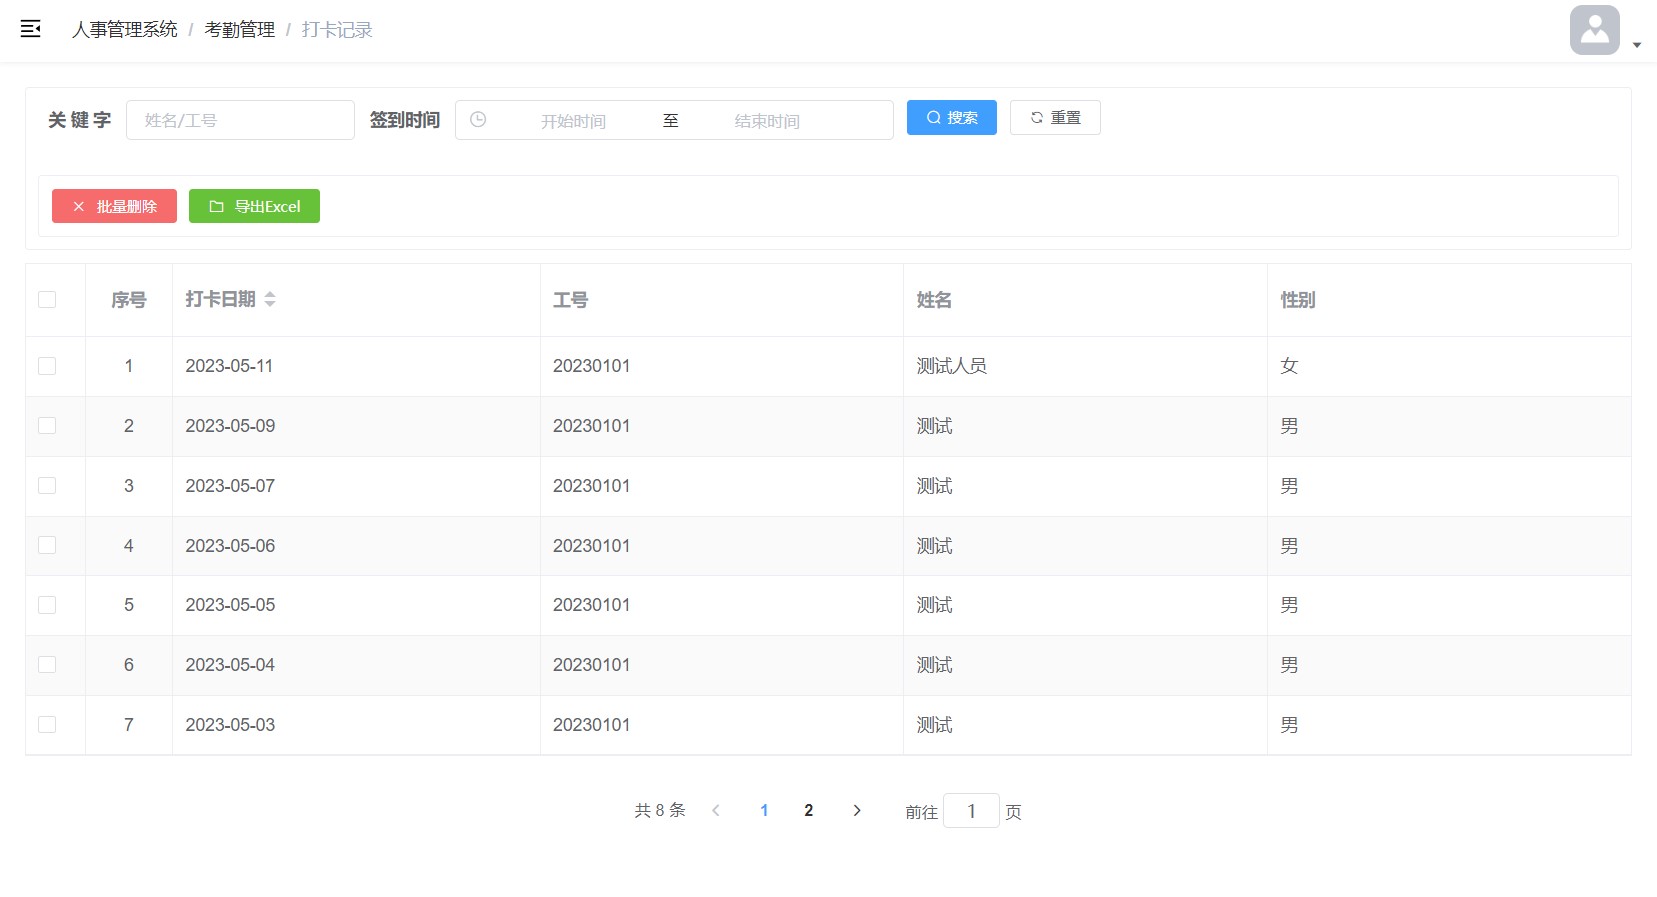 人事管理系统 / 考勤管理 / 打卡记录
关 键 字 姓名/工号 签到时间 开始时间 至 结束时间 搜索 重置
批量删除 导出Excel
序号 打卡日期 工号 姓名 性别
1 2023-05-11 20230101 测试人员 女
2 2023-05-09 20230101 测试 男
3 2023-05-07 20230101 测试 男
4 2023-05-06 20230101 测试 男
5 2023-05-05 20230101 测试 男
6 2023-05-04 20230101 测试 男
7 2023-05-03 20230101 测试 男
共 8 条 1 2 前往 1 页